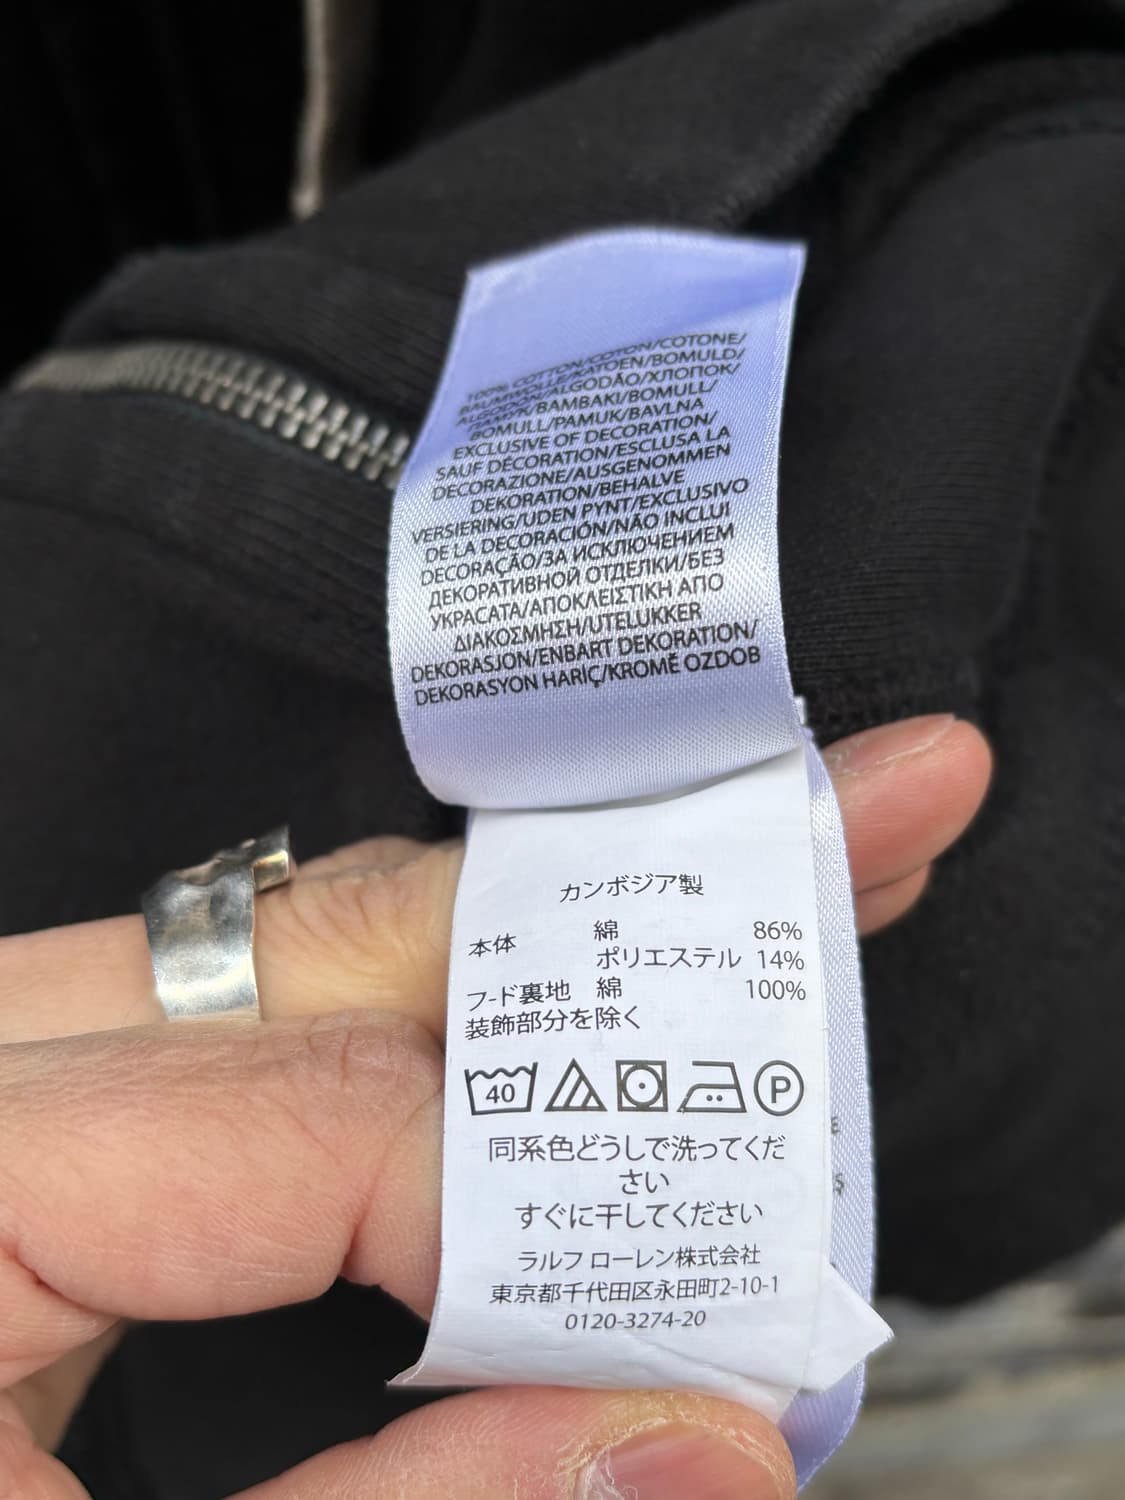 100% COTTON/COTON/COTONE/
BAUMWOLLE/KATOEN/BOMULD/
ALGODÓN/ALGODÃO/ХЛОПОК/
ПАМУК/ΒΑΜΒΑΚΙ/BOMULL/
BOMULL/PAMUK/BAVLNA
EXCLUSIVE OF DECORATION/
SAUF DÉCORATION/ESCLUSA LA
DECORAZIONE/AUSGENOMMEN
DEKORATION/BEHALVE
VERSIERING/UDEN PYNT/EXCLUSIVO
DE LA DECORACIÓN/NÃO INCLUI
DECORAÇÃO/ЗА ИСКЛЮЧЕНИЕМ
ДЕКОРАТИВНОЙ ОТДЕЛКИ/БЕЗ
УКРАСАТА/ΑΠΟΚΛΕΙΣΤΙΚΗ ΑΠΟ
ΔΙΑΚΟΣΜΗΣΗ/UTELUKKER
DEKORASJON/ENBART DEKORATION/
DEKORASYON HARİÇ/KROMĚ OZDOB
カンボジア製
本体 綿 86%
ポリエステル 14%
フ-ド裏地 綿 100%
装飾部分を除く
40 P
同系色どうしで洗ってくだ
さい
すぐに干してください
ラルフ ローレン株式会社
東京都千代田区永田町2-10-1
0120-3274-20